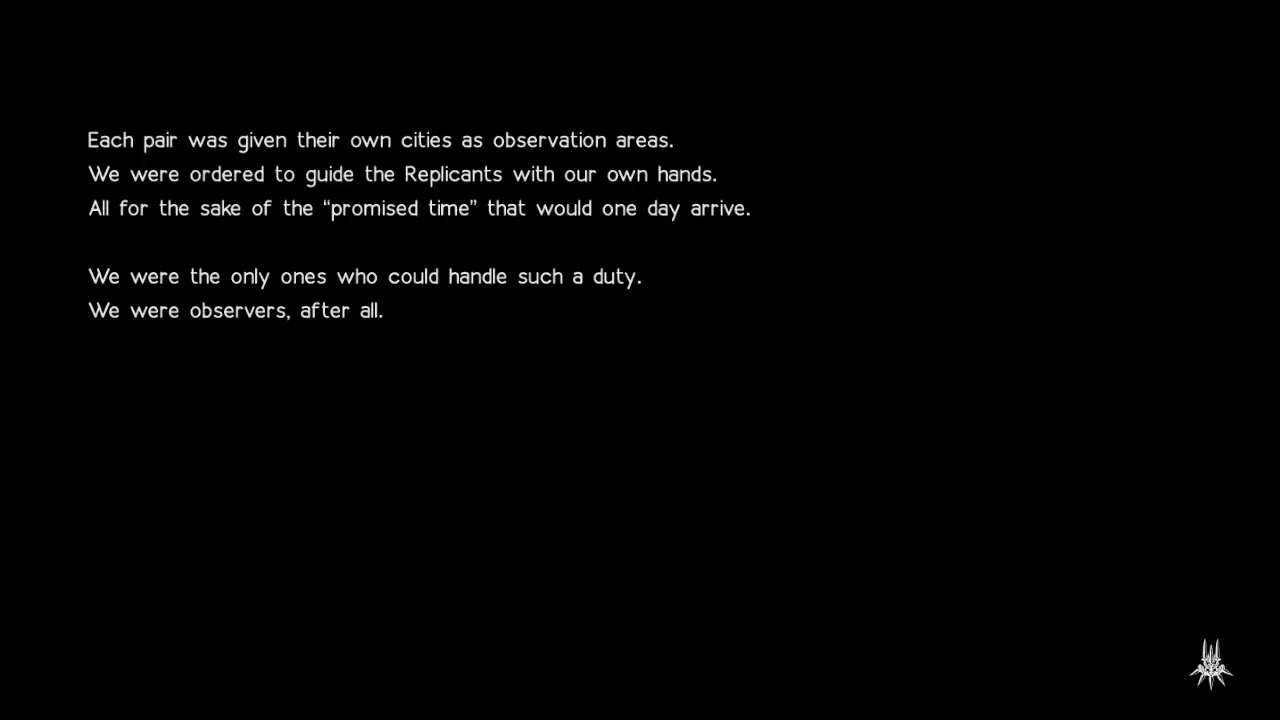 Each pair was given their own cities as observation areas.
We were ordered to guide the Replicants with our own hands.
All for the sake of the “promised time” that would one day arrive.
We were the only ones who could handle such a duty.
We were observers, after all.